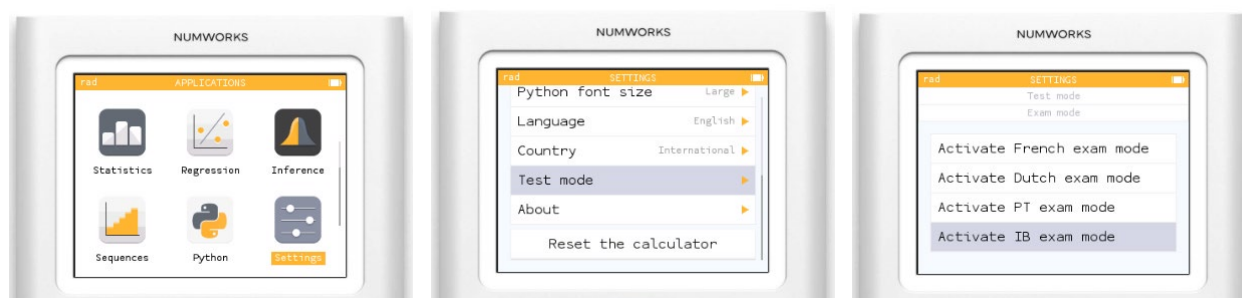 NUMWORKS
rad APPLICATIONS
Statistics Regression Inference
Sequences Python Settings
NUMWORKS
rad SETTINGS
Python font size Large
Language English
Country International
Test mode
About
Reset the calculator
NUMWORKS
rad SETTINGS
Test mode
Exam mode
Activate French exam mode
Activate Dutch exam mode
Activate PT exam mode
Activate IB exam mode